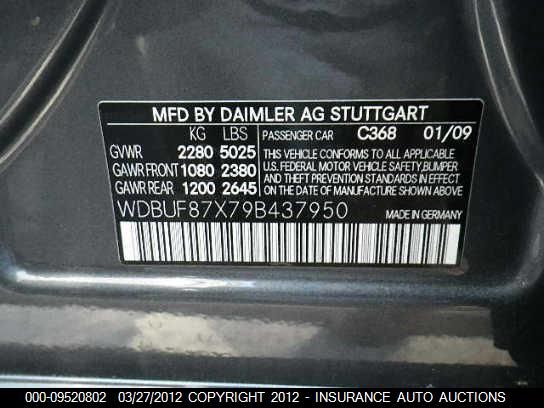 MFD BY DAIMLER AG STUTTGART
KG LBS PASSENGER CAR C368 01/09
GVWR 2280 5025 THIS VEHICLE CONFORMS TO ALL APPLICABLE
GAWR FRONT 1080 2380 U.S. FEDERAL MOTOR VEHICLE SAFETY, BUMPER
GAWR REAR 1200 2645 AND THEFT PREVENTION STANDARDS IN EFFECT ON THE DATE OF MANUFACTURE SHOWN ABOVE.
WDBUF87X79B437950 MADE IN GERMANY
000-09520802 03/27/2012 COPYRIGHT 2012 - INSURANCE AUTO AUCTIONS